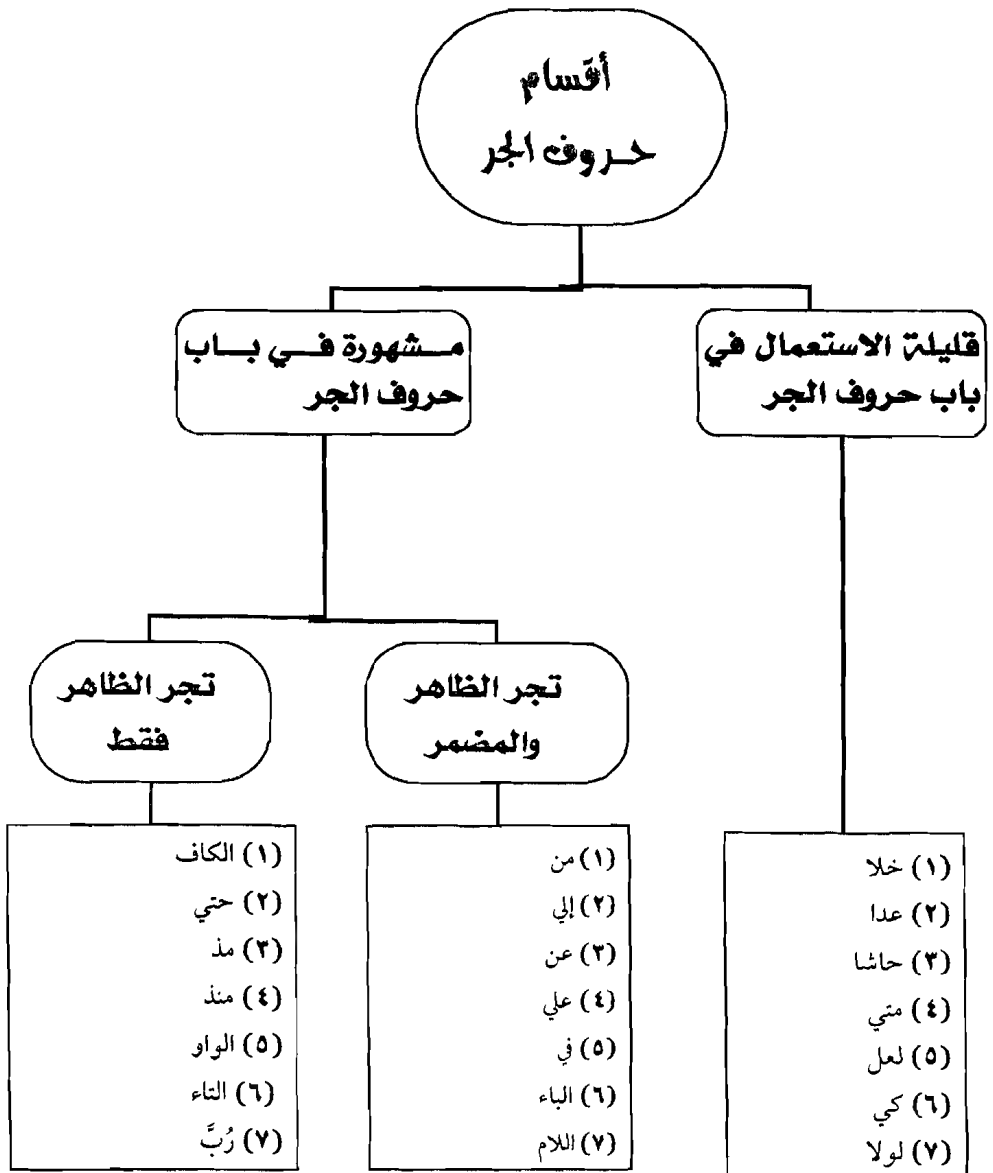 أقسام
حروف الجر
قليلة الاستعمال في
باب حروف الجر
مشهورة في باب
حروف الجر
تجر الظاهر
والمضمر
تجر الظاهر
فقط
(١) خلا
(٢) عدا
(٣) حاشا
(٤) متي
(٥) لعل
(٦) كي
(٧) لولا
(١) من
(٢) إلي
(٣) عن
(٤) علي
(٥) في
(٦) الباء
(٧) اللام
(١) الكاف
(٢) حتي
(٣) مذ
(٤) منذ
(٥) الواو
(٦) التاء
(٧) رُبَّ